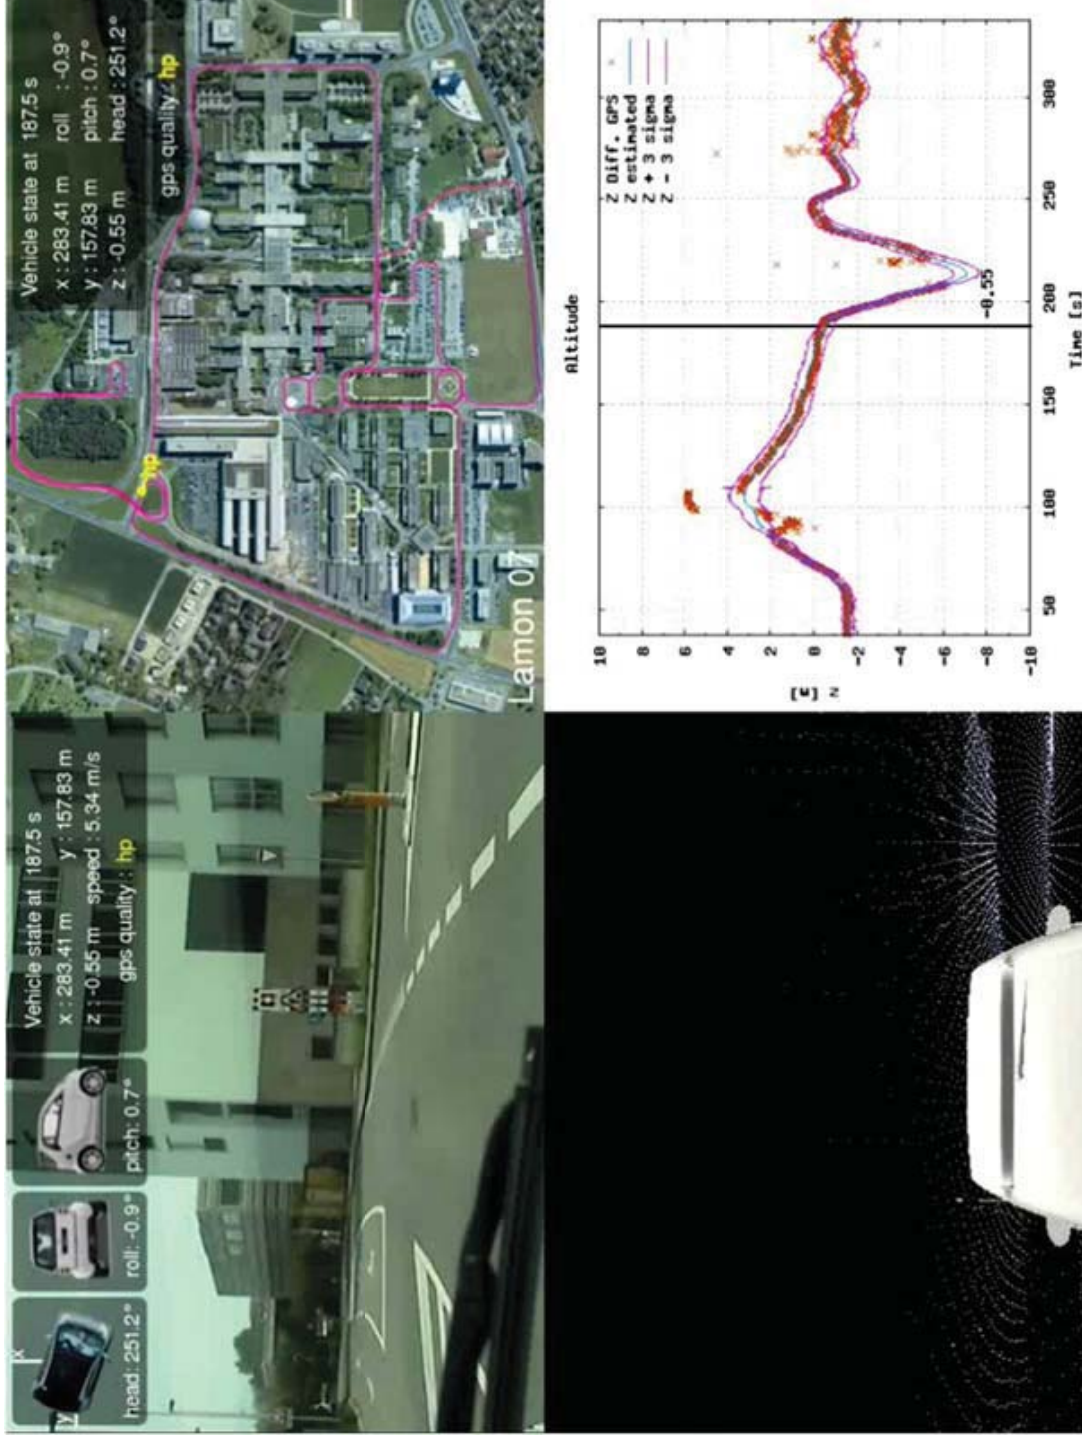 head: 251.2°
roll: -0.9°
pitch: 0.7°
x
y
Vehicle state at 187.5 s
x : 283.41 m y : 157.83 m
z : -0.55 m speed : 5.34 m/s
gps quality : hp
Vehicle state at 187.5 s
x : 283.41 m roll : -0.9°
y : 157.83 m pitch : 0.7°
z : -0.55 m head : 251.2°
gps quality : hp
hp
Lamon 07
Altitude
Z Diff. GPS
Z estimated
Z + 3 sigma
Z - 3 sigma
10
8
6
4
2
0
-2
-4
-6
-8
-10
Z [m]
-0.55
50
100
150
200
250
300
Time [s]